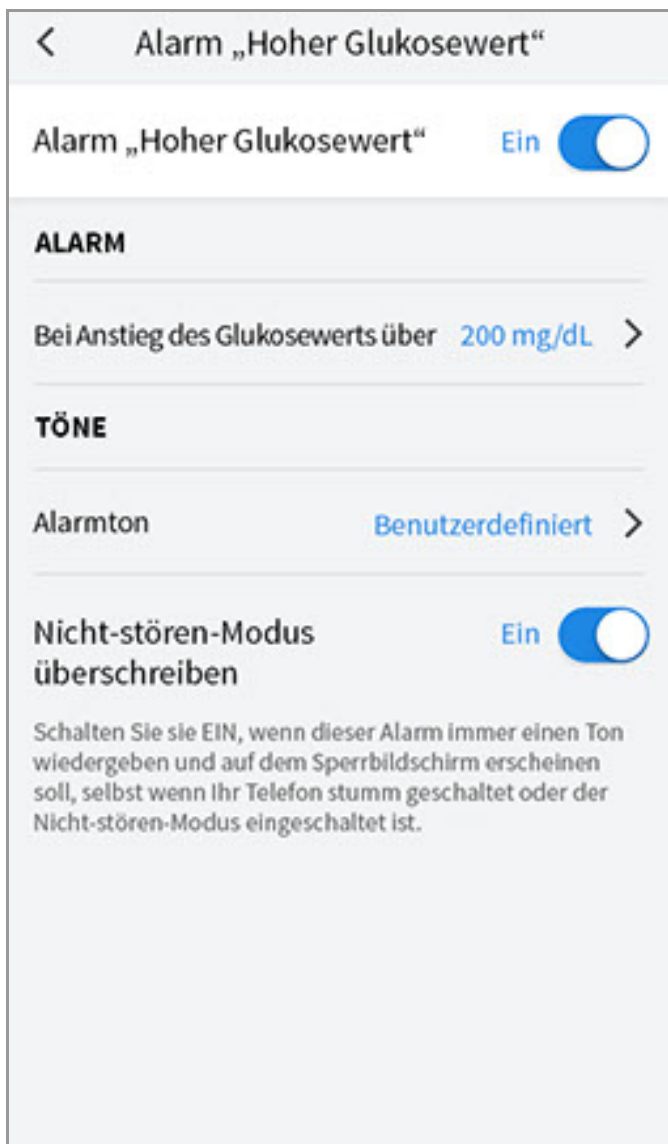 Alarm „Hoher Glukosewert“
Alarm „Hoher Glukosewert“ Ein
ALARM
Bei Anstieg des Glukosewerts über 200 mg/dL
TÖNE
Alarmton Benutzerdefiniert
Nicht-stören-Modus Ein
überschreiben
Schalten Sie sie EIN, wenn dieser Alarm immer einen Ton
wiedergeben und auf dem Sperrbildschirm erscheinen
soll, selbst wenn Ihr Telefon stumm geschaltet oder der
Nicht-stören-Modus eingeschaltet ist.